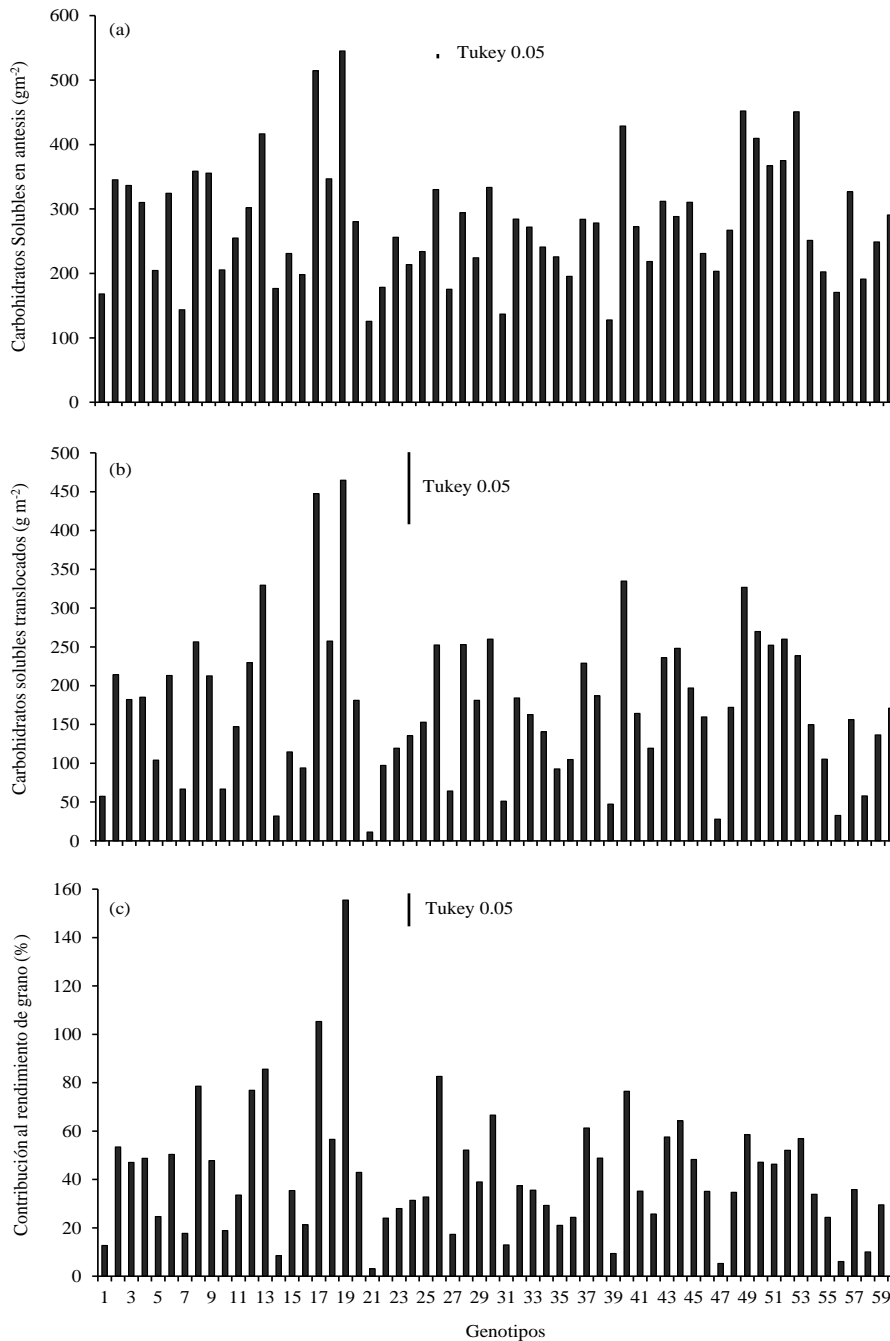 (a)
Tukey 0.05
Carbohidratos Solubles en antesis (gm-2)
600
500
400
300
200
100
0
(b)
Tukey 0.05
Carbohidratos solubles translocados (g m-2)
500
450
400
350
300
250
200
150
100
50
0
(c)
Tukey 0.05
Contribución al rendimiento de grano (%)
160
140
120
100
80
60
40
20
0
1 3 5 7 9 11 13 15 17 19 21 23 25 27 29 31 33 35 37 39 41 43 45 47 49 51 53 55 57 59
Genotipos